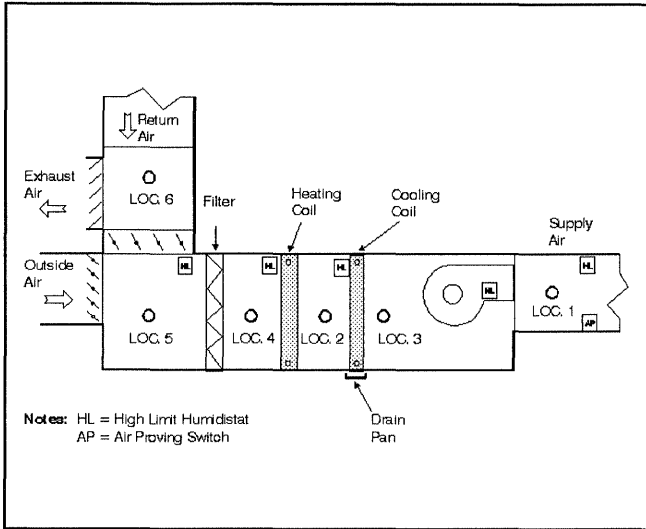 Return
Air
Exhaust
Air
LOC. 6
Filter
Heating
Coil
Cooling
Coil
Supply
Air
Outside
Air
HL
HL
HL
HL
HL
LOC. 5
LOC. 4
LOC. 2
LOC. 3
LOC. 1
AP
Notes: HL = High Limit Humidistat
AP = Air Proving Switch
Drain
Pan